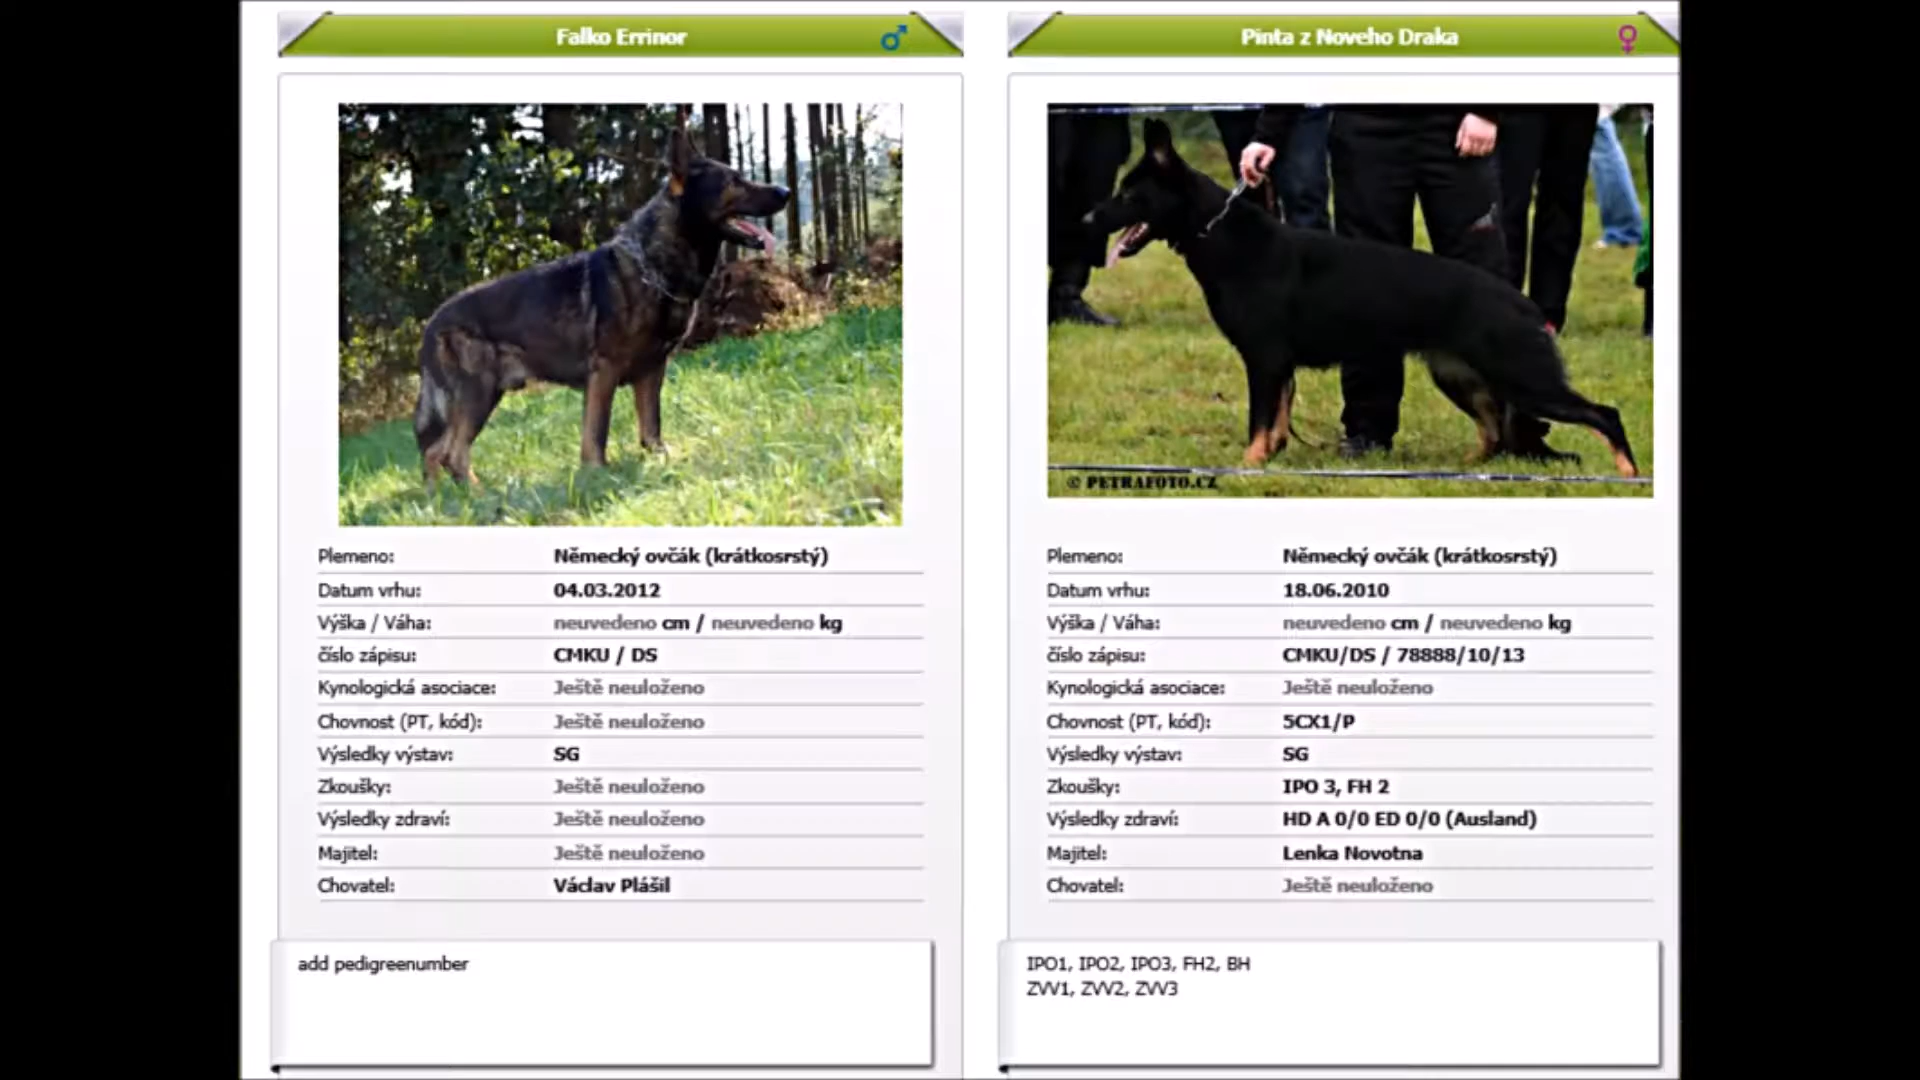 Falko Errinor
Plemeno: Německý ovčák (krátkosrstý)
Datum vrhu: 04.03.2012
Výška / Váha: neuvedeno cm / neuvedeno kg
číslo zápisu: CMKU / DS
Kynologická asociace: Ještě neuloženo
Chovnost (PT, kód): Ještě neuloženo
Výsledky výstav: SG
Zkoušky: Ještě neuloženo
Výsledky zdraví: Ještě neuloženo
Majitel: Ještě neuloženo
Chovatel: Václav Plášil
add pedigreenumber
Pinta z Noveho Draka
© PETRAFOTO.CZ
Plemeno: Německý ovčák (krátkosrstý)
Datum vrhu: 18.06.2010
Výška / Váha: neuvedeno cm / neuvedeno kg
číslo zápisu: CMKU/DS / 78888/10/13
Kynologická asociace: Ještě neuloženo
Chovnost (PT, kód): 5CX1/P
Výsledky výstav: SG
Zkoušky: IPO 3, FH 2
Výsledky zdraví: HD A 0/0 ED 0/0 (Ausland)
Majitel: Lenka Novotna
Chovatel: Ještě neuloženo
IPO1, IPO2, IPO3, FH2, BH
ZVV1, ZVV2, ZVV3